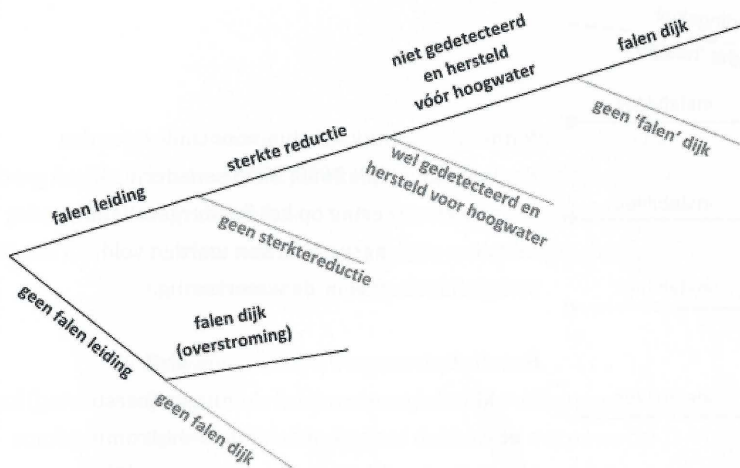 niet gedetecteerd
en hersteld
vóór hoogwater
falen dijk
geen 'falen' dijk
sterkte reductie
wel gedetecteerd en
hersteld voor hoogwater
falen leiding
geen sterktereductie
geen falen leiding
falen dijk
(overstroming)
geen falen dijk